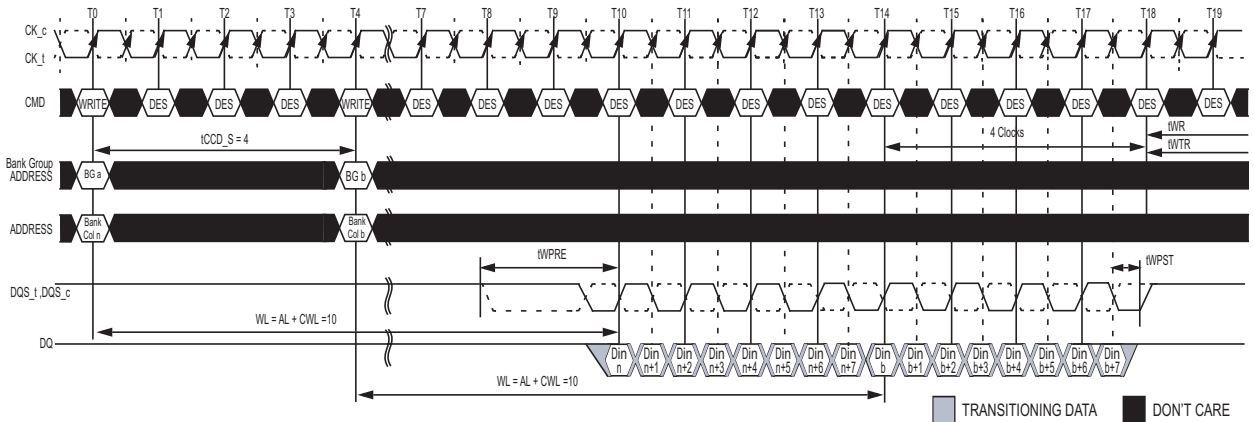 T0 T1 T2 T3 T4 T7 T8 T9 T10 T11 T12 T13 T14 T15 T16 T17 T18 T19
CK_c
CK_t
CMD WRITE DES DES DES WRITE DES DES DES DES DES DES DES DES DES DES DES DES DES
tCCD_S = 4
4 Clocks
tWR
tWTR
Bank Group
ADDRESS
BG a
BG b
ADDRESS
Bank
Col n
Bank
Col b
tWPRE
tWPST
DQS_t ,DQS_c
WL = AL + CWL =10
DQ
Din n Din n+1 Din n+2 Din n+3 Din n+4 Din n+5 Din n+6 Din n+7 Din b Din b+1 Din b+2 Din b+3 Din b+4 Din b+5 Din b+6 Din b+7
WL = AL + CWL =10
TRANSITIONING DATA
DON'T CARE